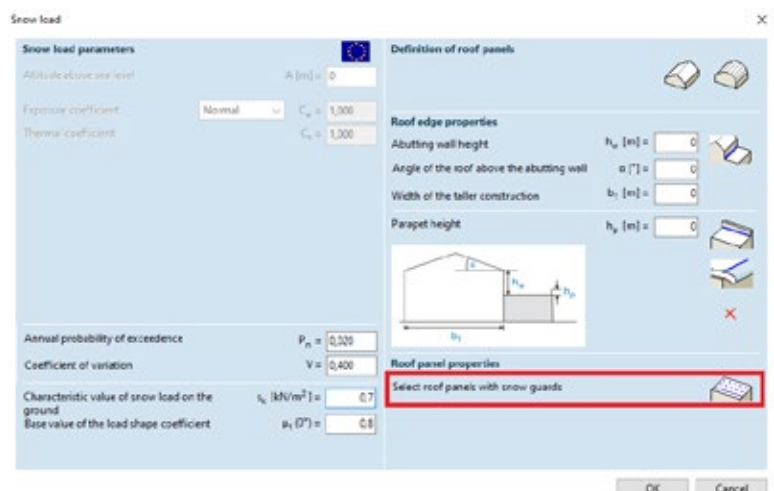 Snow load
Snow load parameters
Altitude above sea level A [m] = 0
Exposure coefficient Normal Ce = 1,000
Thermal coefficient Ct = 1,000
Annual probability of exceedence Pn = 0,020
Coefficient of variation V = 0,400
Characteristic value of snow load on the
ground sk [kN/m²] = 0,7
Base value of the load shape coefficient μ1 (0°) = 0,8
Definition of roof panels
Roof edge properties
Abutting wall height hw [m] = 0
Angle of the roof above the abutting wall α [°] = 0
Width of the taller construction b1 [m] = 0
Parapet height hp [m] = 0
α
hw
hp
b1
Roof panel properties
Select roof panels with snow guards
OK Cancel